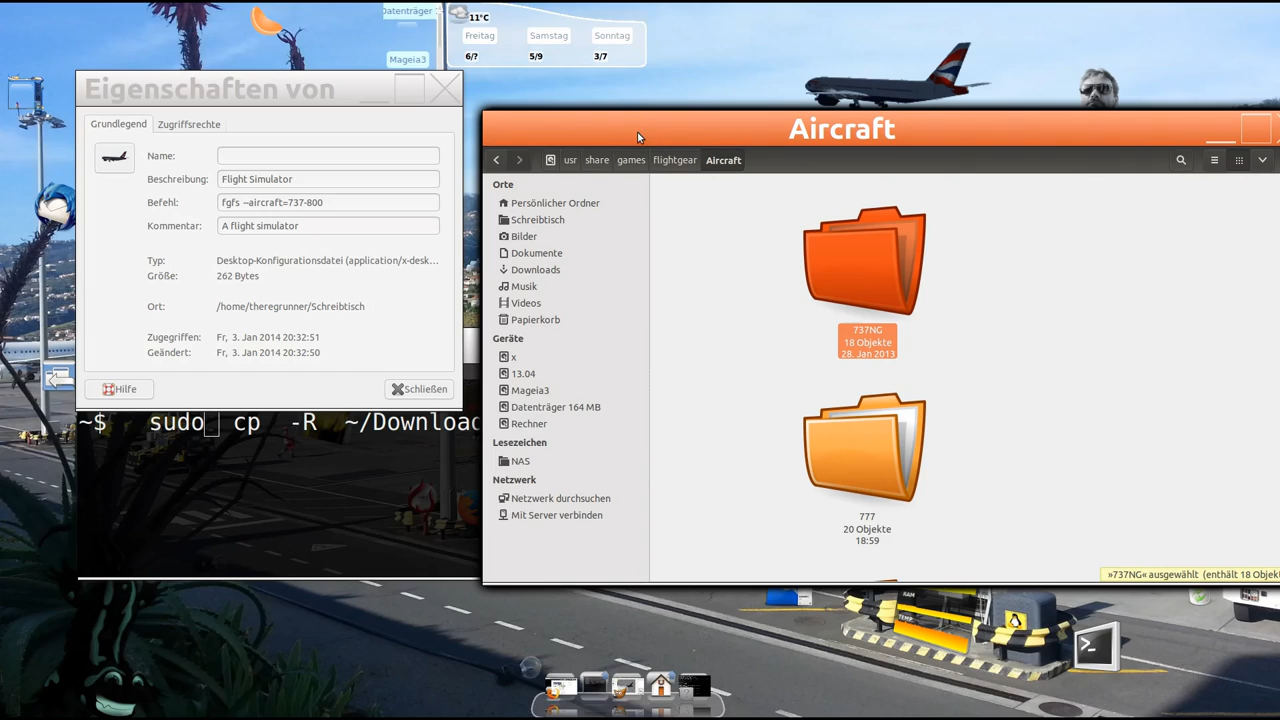 Datenträger
Mageia3
11°C
Freitag Samstag Sonntag
6/? 5/9 3/7
Eigenschaften von
Grundlegend Zugriffsrechte
Name:
Beschreibung: Flight Simulator
Befehl: fgfs --aircraft=737-800
Kommentar: A flight simulator
Typ: Desktop-Konfigurationsdatei (application/x-desk...
Größe: 262 Bytes
Ort: /home/theregrunner/Schreibtisch
Zugegriffen: Fr, 3. Jan 2014 20:32:51
Geändert: Fr, 3. Jan 2014 20:32:50
Hilfe Schließen
~$ sudo cp -R ~/Downloa
Aircraft
usr share games flightgear Aircraft
Orte
Persönlicher Ordner
Schreibtisch
Bilder
Dokumente
Downloads
Musik
Videos
Papierkorb
Geräte
x
13.04
Mageia3
Datenträger 164 MB
Rechner
Lesezeichen
NAS
Netzwerk
Netzwerk durchsuchen
Mit Server verbinden
737NG
18 Objekte
28. Jan 2013
777
20 Objekte
18:59
»737NG« ausgewählt (enthält 18 Objek
RAM
TEMP
>_